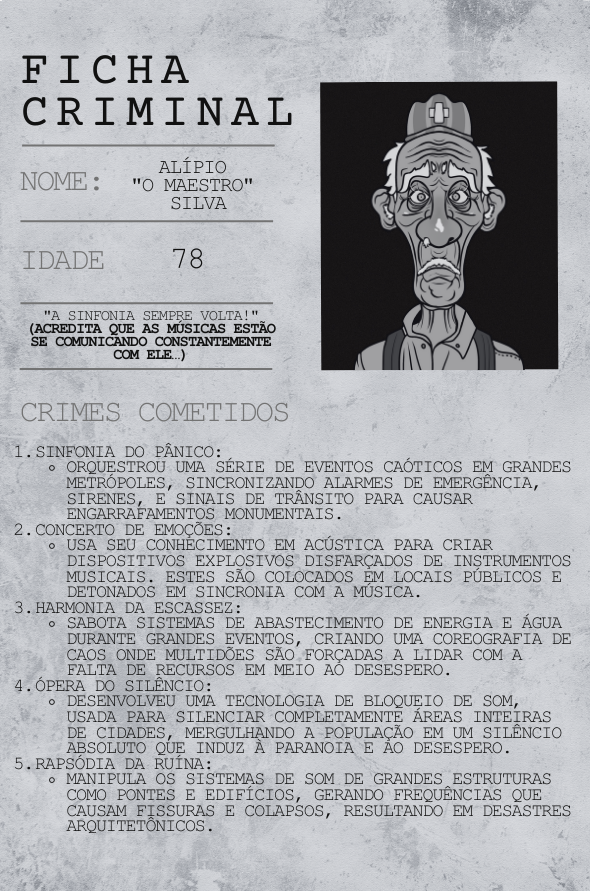 FICHA
CRIMINAL
NOME:
ALÍPIO
"O MAESTRO"
SILVA
IDADE
78
"A SINFONIA SEMPRE VOLTA!"
(ACREDITA QUE AS MÚSICAS ESTÃO
SE COMUNICANDO CONSTANTEMENTE
COM ELE…)
CRIMES COMETIDOS
1. SINFONIA DO PÂNICO:
ORQUESTROU UMA SÉRIE DE EVENTOS CAÓTICOS EM GRANDES
METRÓPOLES, SINCRONIZANDO ALARMES DE EMERGÊNCIA,
SIRENES, E SINAIS DE TRÂNSITO PARA CAUSAR
ENGARRAFAMENTOS MONUMENTAIS.
2. CONCERTO DE EMOÇÕES:
USA SEU CONHECIMENTO EM ACÚSTICA PARA CRIAR
DISPOSITIVOS EXPLOSIVOS DISFARÇADOS DE INSTRUMENTOS
MUSICAIS. ESTES SÃO COLOCADOS EM LOCAIS PÚBLICOS E
DETONADOS EM SINCRONIA COM A MÚSICA.
3. HARMONIA DA ESCASSEZ:
SABOTA SISTEMAS DE ABASTECIMENTO DE ENERGIA E ÁGUA
DURANTE GRANDES EVENTOS, CRIANDO UMA COREOGRAFIA DE
CAOS ONDE MULTIDÕES SÃO FORÇADAS A LIDAR COM A
FALTA DE RECURSOS EM MEIO AO DESESPERO.
4. ÓPERA DO SILÊNCIO:
DESENVOLVEU UMA TECNOLOGIA DE BLOQUEIO DE SOM,
USADA PARA SILENCIAR COMPLETAMENTE ÁREAS INTEIRAS
DE CIDADES, MERGULHANDO A POPULAÇÃO EM UM SILÊNCIO
ABSOLUTO QUE INDUZ À PARANOIA E AO DESESPERO.
5. RAPSÓDIA DA RUÍNA:
MANIPULA OS SISTEMAS DE SOM DE GRANDES ESTRUTURAS
COMO PONTES E EDIFÍCIOS, GERANDO FREQUÊNCIAS QUE
CAUSAM FISSURAS E COLAPSOS, RESULTANDO EM DESASTRES
ARQUITETÔNICOS.